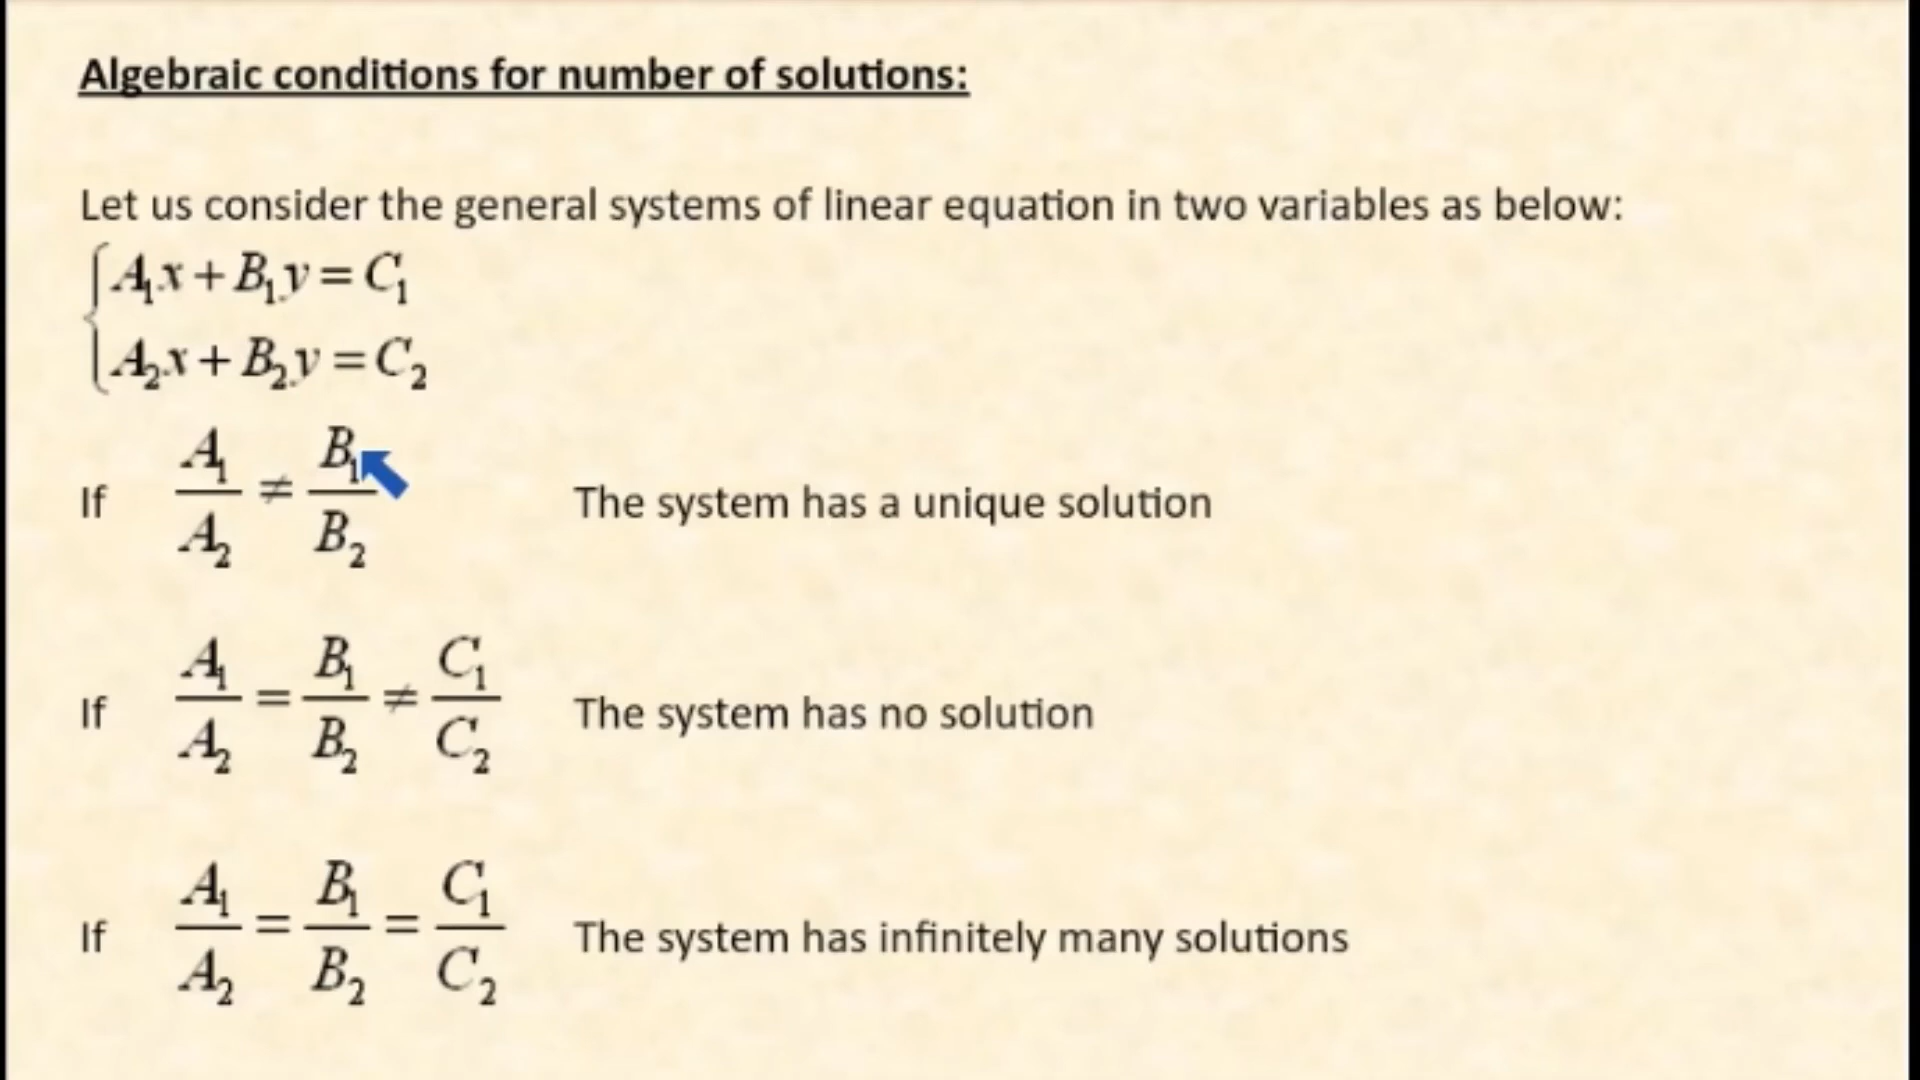 Algebraic conditions for number of solutions:
Let us consider the general systems of linear equation in two variables as below:
A₁x + B₁y = C₁
A₂x + B₂y = C₂
If A₁/A₂ ≠ B₁/B₂ The system has a unique solution
If A₁/A₂ = B₁/B₂ ≠ C₁/C₂ The system has no solution
If A₁/A₂ = B₁/B₂ = C₁/C₂ The system has infinitely many solutions